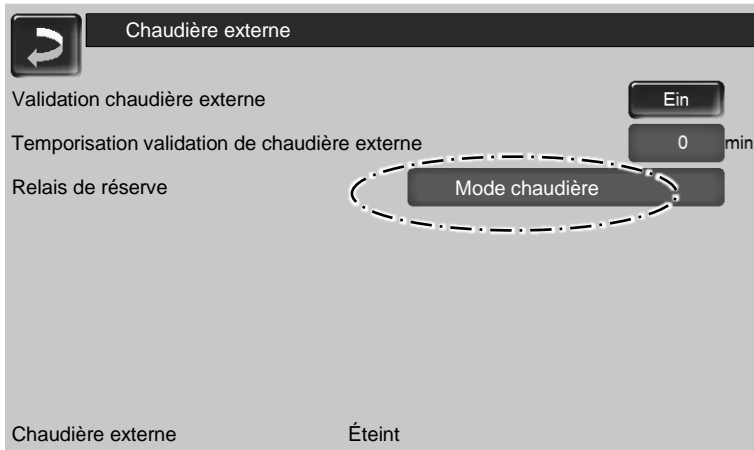 Chaudière externe
Validation chaudière externe Ein
Temporisation validation de chaudière externe 0 min
Relais de réserve Mode chaudière
Chaudière externe Éteint